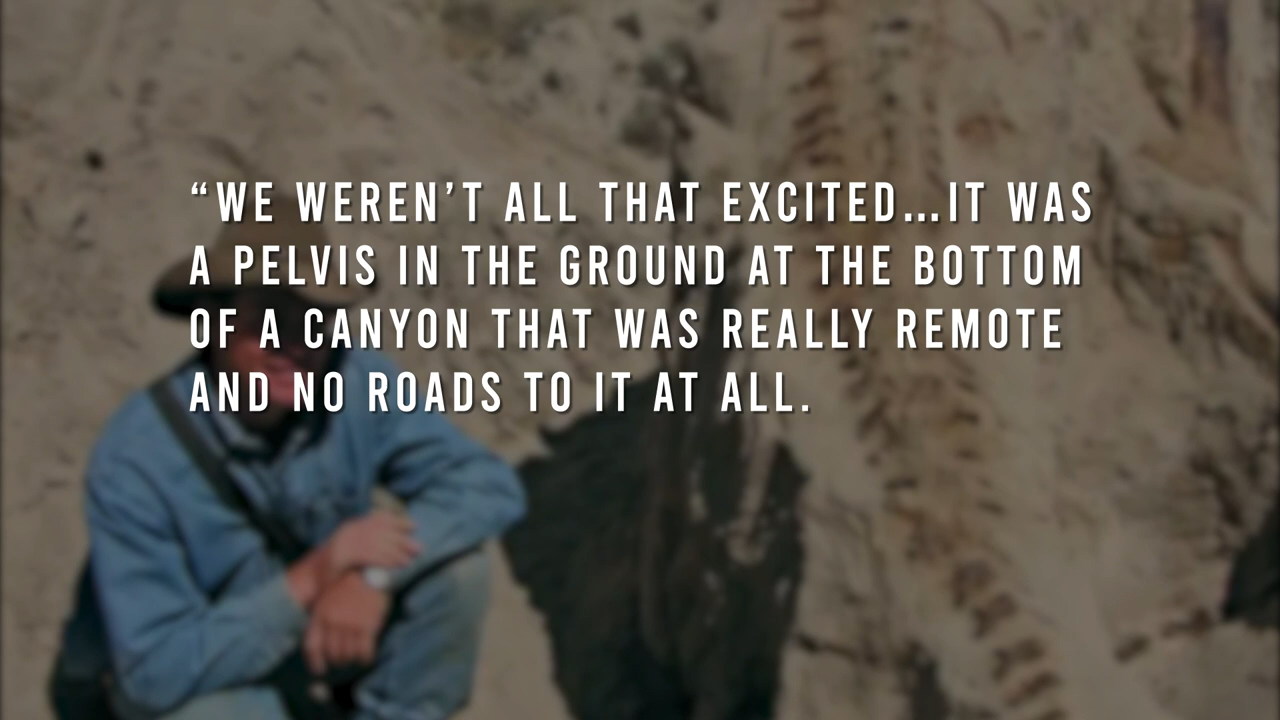 “WE WEREN’T ALL THAT EXCITED...IT WAS
A PELVIS IN THE GROUND AT THE BOTTOM
OF A CANYON THAT WAS REALLY REMOTE
AND NO ROADS TO IT AT ALL.